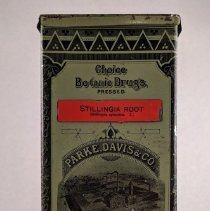 Choice
Botanic Drugs,
PRESSED
STILLINGIA ROOT
PARKE, DAVIS & CO